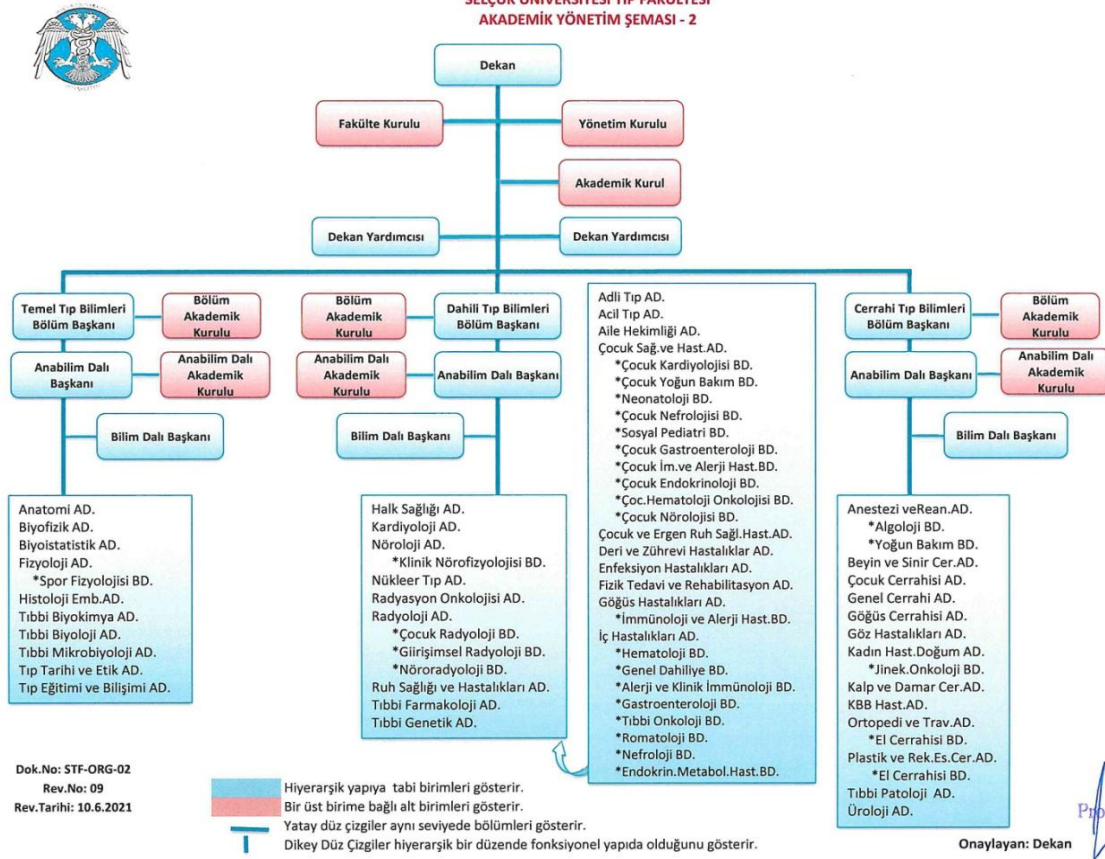 SELÇUK ÜNİVERSİTESİ TIP FAKÜLTESİ
AKADEMİK YÖNETİM ŞEMASI - 2
Dekan
Fakülte Kurulu
Yönetim Kurulu
Akademik Kurul
Dekan Yardımcısı
Dekan Yardımcısı
Temel Tıp Bilimleri
Bölüm Başkanı
Bölüm
Akademik
Kurulu
Anabilim Dalı
Başkanı
Anabilim Dalı
Akademik
Kurulu
Bilim Dalı Başkanı
Anatomi AD.
Biyofizik AD.
Biyoistatistik AD.
Fizyoloji AD.
*Spor Fizyolojisi BD.
Histoloji Emb.AD.
Tıbbi Biyokimya AD.
Tıbbi Biyoloji AD.
Tıbbi Mikrobiyoloji AD.
Tıp Tarihi ve Etik AD.
Tıp Eğitimi ve Bilişimi AD.
Bölüm
Akademik
Kurulu
Dahili Tıp Bilimleri
Bölüm Başkanı
Anabilim Dalı
Akademik
Kurulu
Anabilim Dalı Başkanı
Bilim Dalı Başkanı
Halk Sağlığı AD.
Kardiyoloji AD.
Nöroloji AD.
*Klinik Nörofizyolojisi BD.
Nükleer Tıp AD.
Radyasyon Onkolojisi AD.
Radyoloji AD.
*Çocuk Radyoloji BD.
*Giirişimsel Radyoloji BD.
*Nöroradyoloji BD.
Ruh Sağlığı ve Hastalıkları AD.
Tıbbi Farmakoloji AD.
Tıbbi Genetik AD.
Adli Tıp AD.
Acil Tıp AD.
Aile Hekimliği AD.
Çocuk Sağ.ve Hast.AD.
*Çocuk Kardiyolojisi BD.
*Çocuk Yoğun Bakım BD.
*Neonatoloji BD.
*Çocuk Nefrolojisi BD.
*Sosyal Pediatri BD.
*Çocuk Gastroenteroloji BD.
*Çocuk İm.ve Alerji Hast.BD.
*Çocuk Endokrinoloji BD.
*Çoc.Hematoloji Onkolojisi BD.
*Çocuk Nörolojisi BD.
Çocuk ve Ergen Ruh Sağl.Hast.AD.
Deri ve Zührevi Hastalıklar AD.
Enfeksiyon Hastalıkları AD.
Fizik Tedavi ve Rehabilitasyon AD.
Göğüs Hastalıkları AD.
*İmmünoloji ve Alerji Hast.BD.
İç Hastalıkları AD.
*Hematoloji BD.
*Genel Dahiliye BD.
*Alerji ve Klinik İmmünoloji BD.
*Gastroenteroloji BD.
*Tıbbi Onkoloji BD.
*Romatoloji BD.
*Nefroloji BD.
*Endokrin.Metabol.Hast.BD.
Cerrahi Tıp Bilimleri
Bölüm Başkanı
Bölüm
Akademik
Kurulu
Anabilim Dalı Başkanı
Anabilim Dalı
Akademik
Kurulu
Bilim Dalı Başkanı
Anestezi veRean.AD.
*Algoloji BD.
*Yoğun Bakım BD.
Beyin ve Sinir Cer.AD.
Çocuk Cerrahisi AD.
Genel Cerrahi AD.
Göğüs Cerrahisi AD.
Göz Hastalıkları AD.
Kadın Hast.Doğum AD.
*Jinek.Onkoloji BD.
Kalp ve Damar Cer.AD.
KBB Hast.AD.
Ortopedi ve Trav.AD.
*El Cerrahisi BD.
Plastik ve Rek.Es.Cer.AD.
*El Cerrahisi BD.
Tıbbi Patoloji AD.
Üroloji AD.
Dok.No: STF-ORG-02
Rev.No: 09
Rev.Tarihi: 10.6.2021
Hiyerarşik yapıya tabi birimleri gösterir.
Bir üst birime bağlı alt birimleri gösterir.
Yatay düz çizgiler aynı seviyede bölümleri gösterir.
Dikey Düz Çizgiler hiyerarşik bir düzende fonksiyonel yapıda olduğunu gösterir.
Onaylayan: Dekan